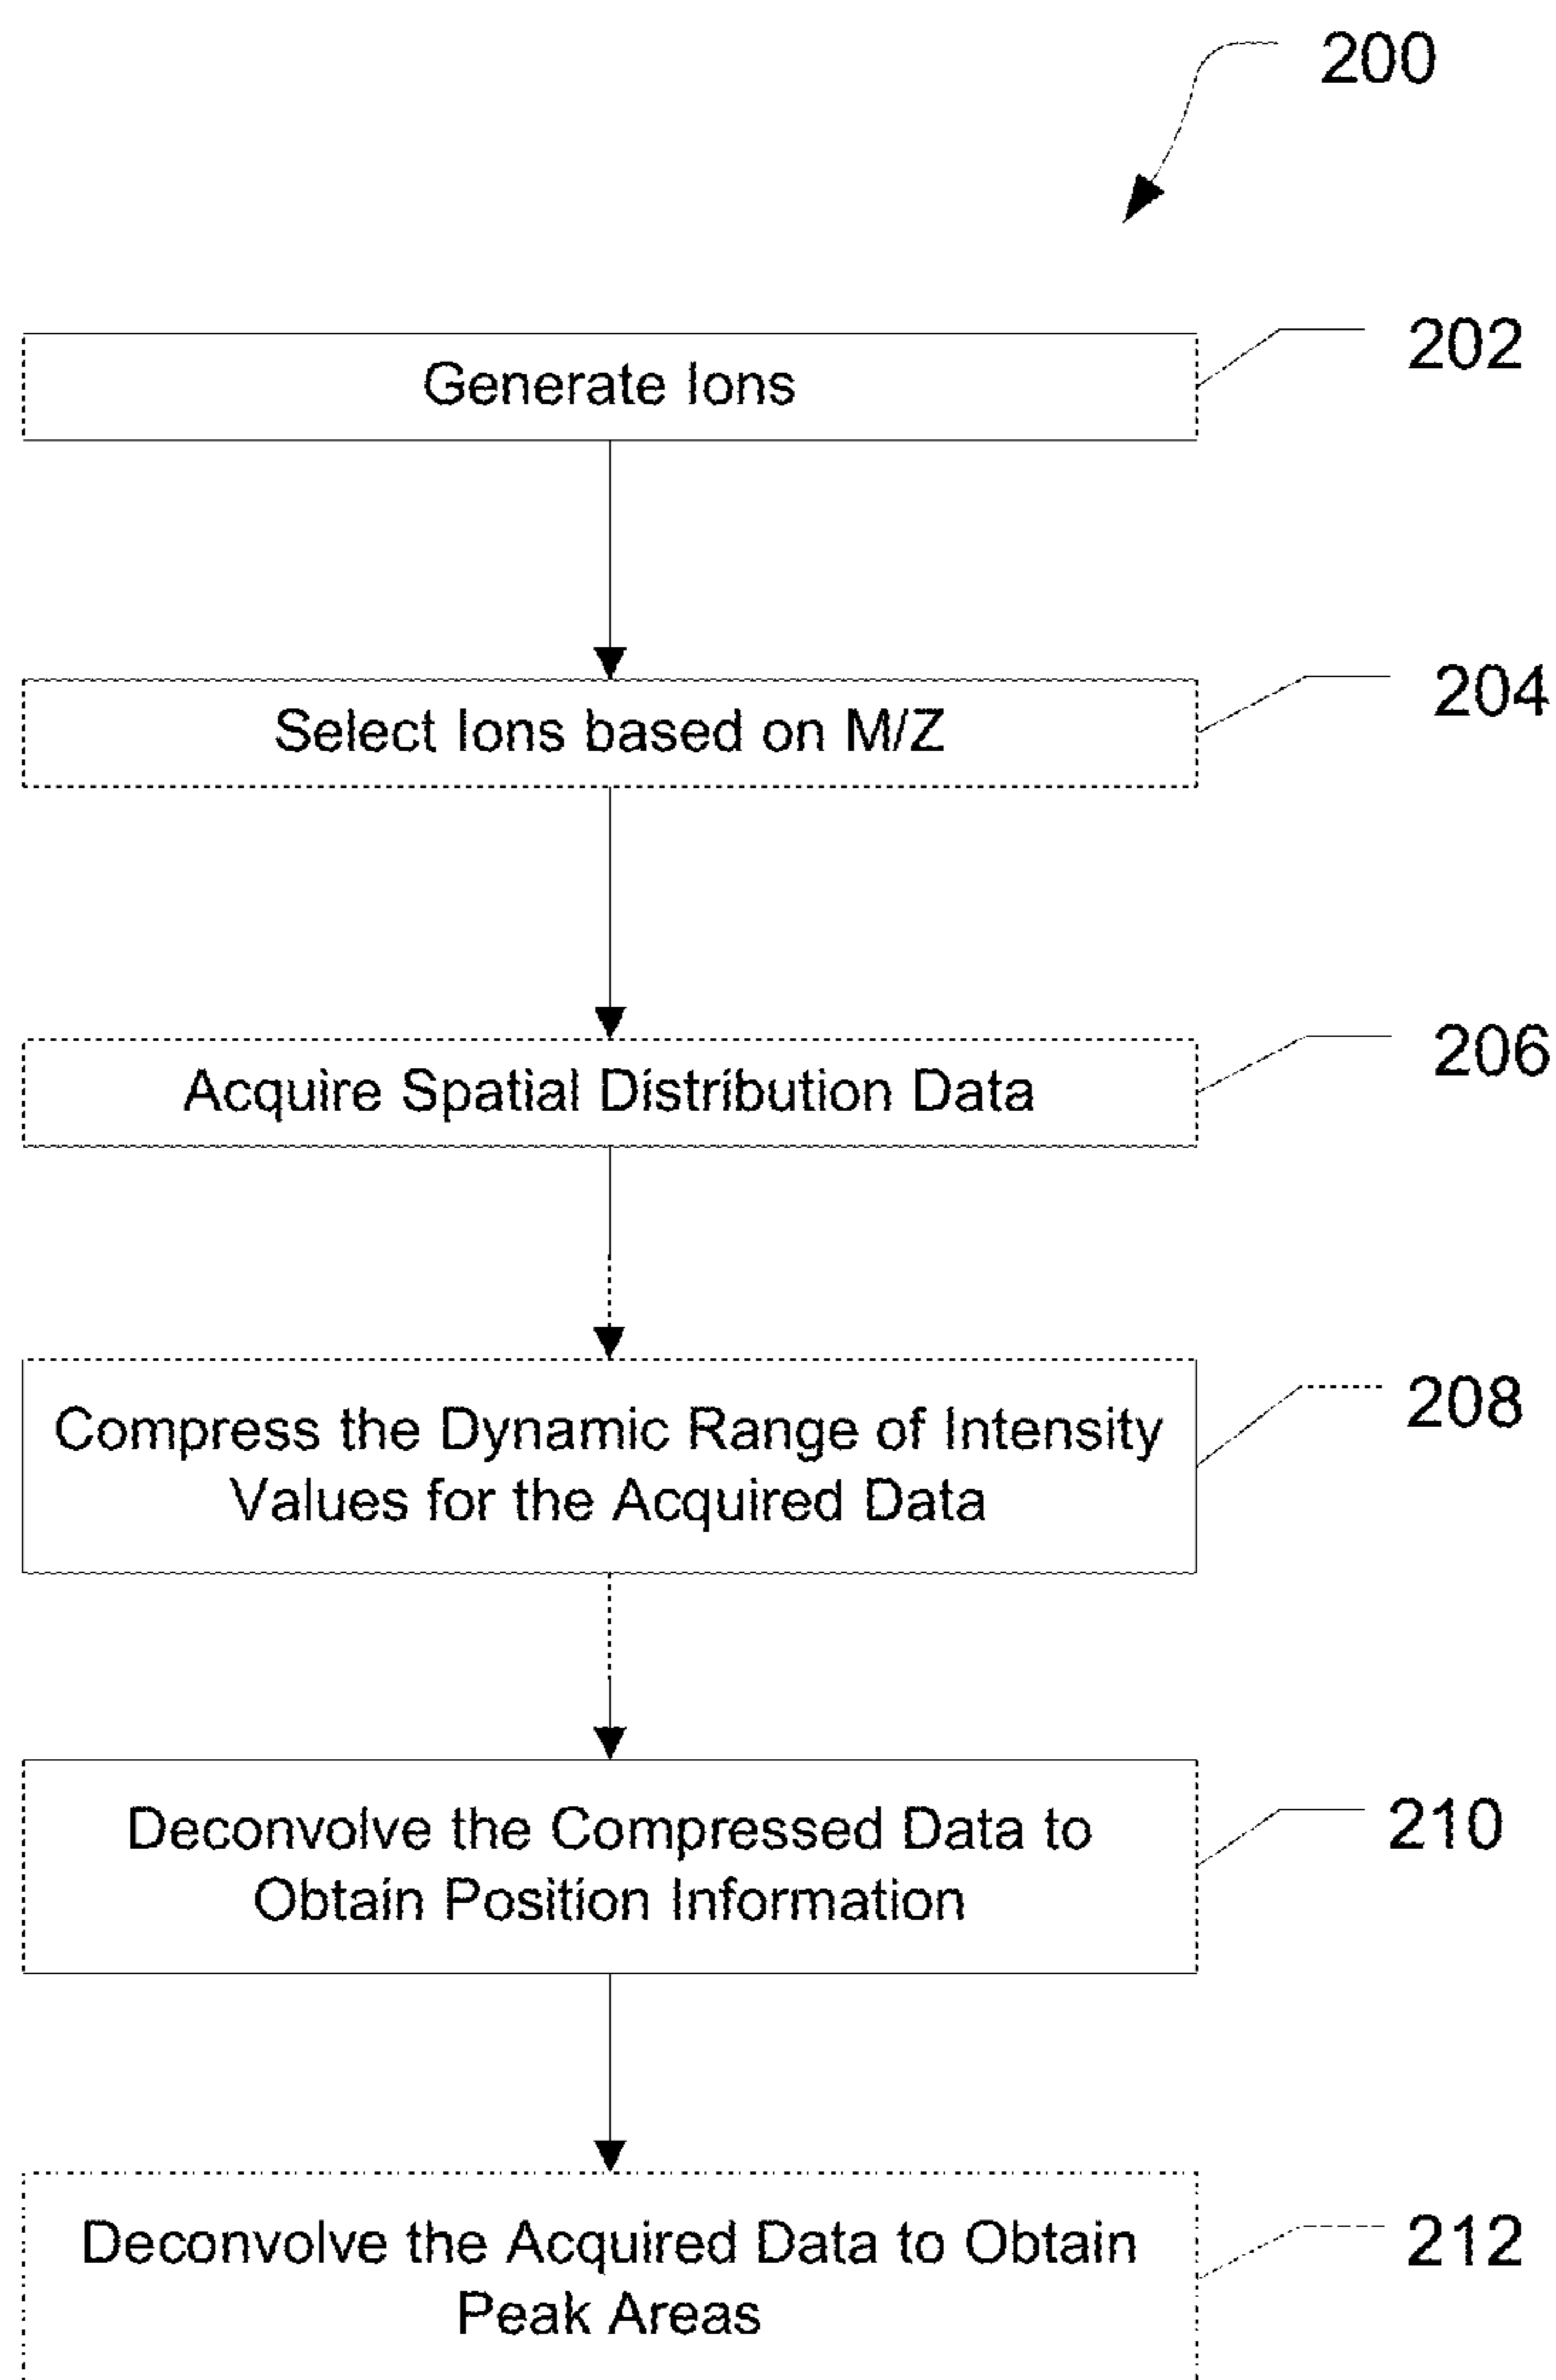 200
Generate Ions
202
Select Ions based on M/Z
204
Acquire Spatial Distribution Data
206
Compress the Dynamic Range of Intensity
Values for the Acquired Data
208
Deconvolve the Compressed Data to
Obtain Position Information
210
Deconvolve the Acquired Data to Obtain
Peak Areas
212